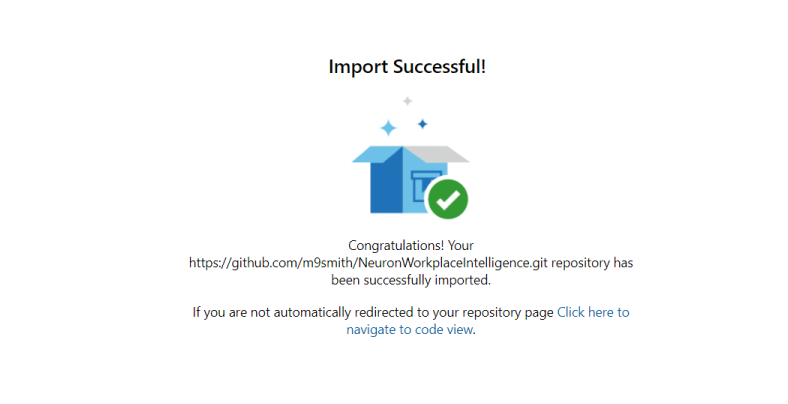 Import Successful!
Congratulations! Your
https://github.com/m9smith/NeuronWorkplaceIntelligence.git repository has
been successfully imported.
If you are not automatically redirected to your repository page Click here to
navigate to code view.